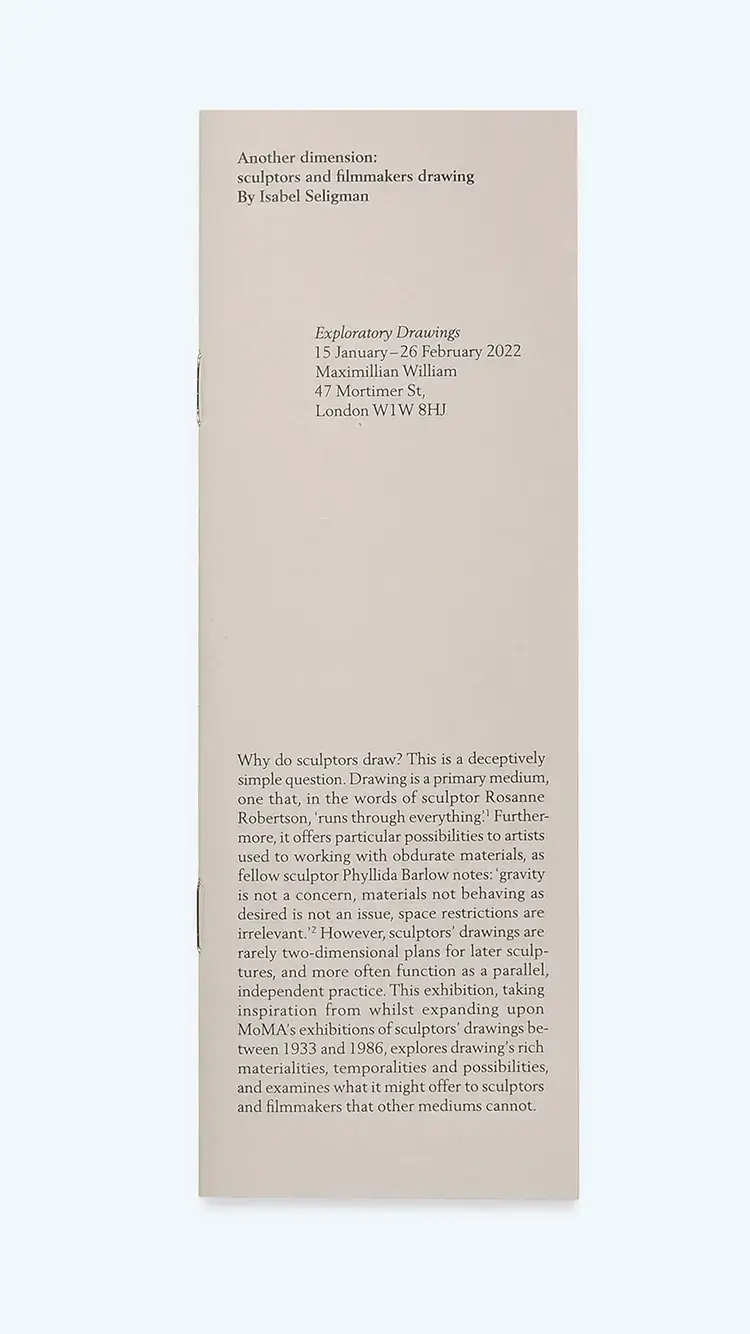 Another dimension:
sculptors and filmmakers drawing
By Isabel Seligman
Exploratory Drawings
15 January–26 February 2022
Maximillian William
47 Mortimer St,
London W1W 8HJ
Why do sculptors draw? This is a deceptively
simple question. Drawing is a primary medium,
one that, in the words of sculptor Rosanne
Robertson, ‘runs through everything’.¹ Further-
more, it offers particular possibilities to artists
used to working with obdurate materials, as
fellow sculptor Phyllida Barlow notes: ‘gravity
is not a concern, materials not behaving as
desired is not an issue, space restrictions are
irrelevant.’² However, sculptors’ drawings are
rarely two-dimensional plans for later sculp-
tures, and more often function as a parallel,
independent practice. This exhibition, taking
inspiration from whilst expanding upon
MoMA’s exhibitions of sculptors’ drawings be-
tween 1933 and 1986, explores drawing’s rich
materialities, temporalities and possibilities,
and examines what it might offer to sculptors
and filmmakers that other mediums cannot.